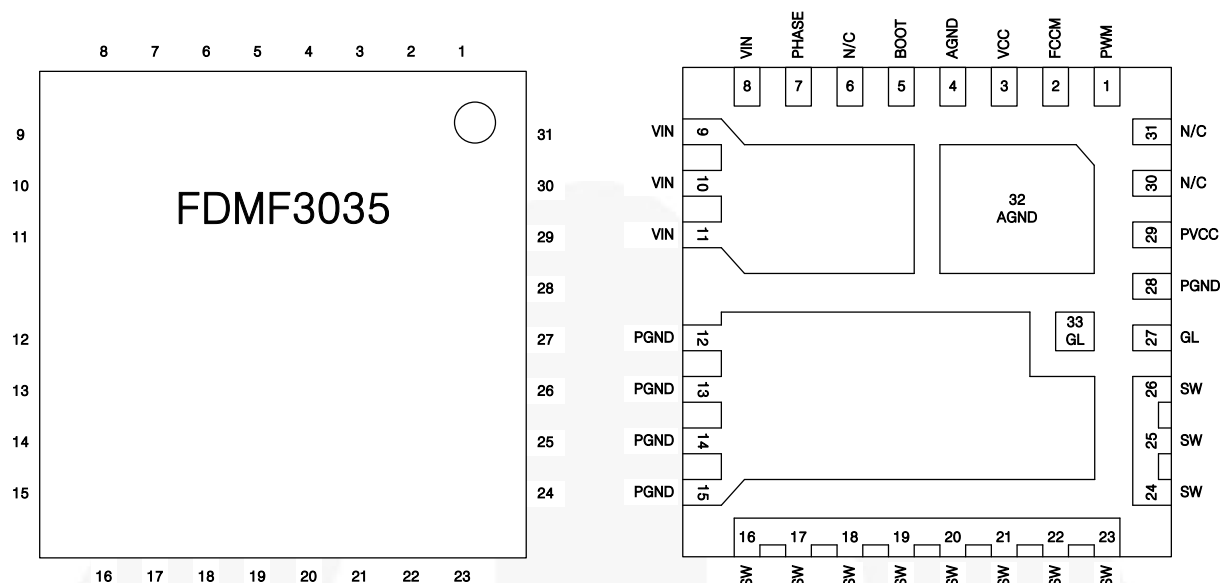 8 7 6 5 4 3 2 1
9
10
11
12
13
14
15
FDMF3035
31
30
29
28
27
26
25
24
16 17 18 19 20 21 22 23
VIN PHASE N/C BOOT AGND VCC FCCM PWM
8 7 6 5 4 3 2 1
VIN 9
VIN 10
VIN 11
PGND 12
PGND 13
PGND 14
PGND 15
32
AGND
33
GL
31 N/C
30 N/C
29 PVCC
28 PGND
27 GL
26 SW
25 SW
24 SW
16 17 18 19 20 21 22 23
SW SW SW SW SW SW SW SW